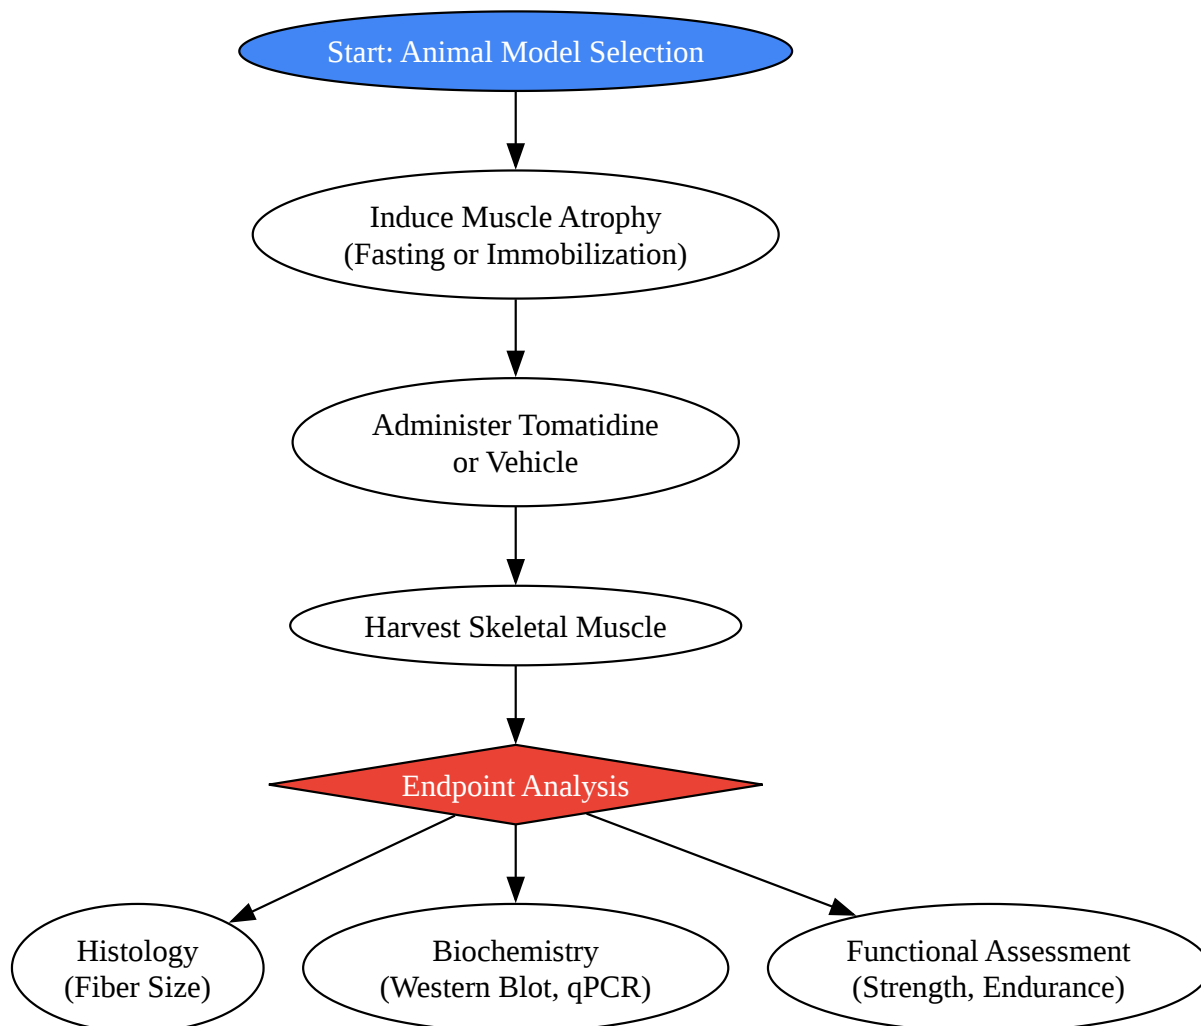 Start: Animal Model Selection
Induce Muscle Atrophy
(Fasting or Immobilization)
Administer Tomatidine
or Vehicle
Harvest Skeletal Muscle
Endpoint Analysis
Histology
(Fiber Size)
Biochemistry
(Western Blot, qPCR)
Functional Assessment
(Strength, Endurance)